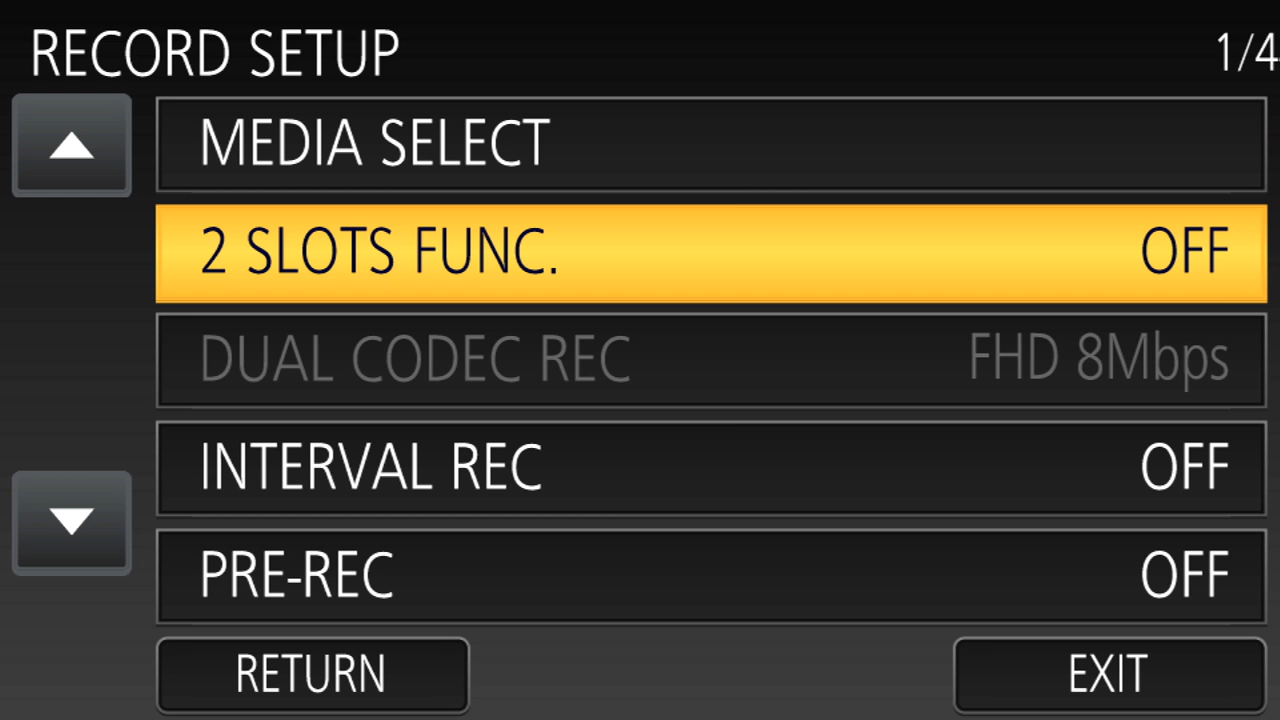 RECORD SETUP 1/4
MEDIA SELECT
2 SLOTS FUNC. OFF
DUAL CODEC REC FHD 8Mbps
INTERVAL REC OFF
PRE-REC OFF
RETURN EXIT